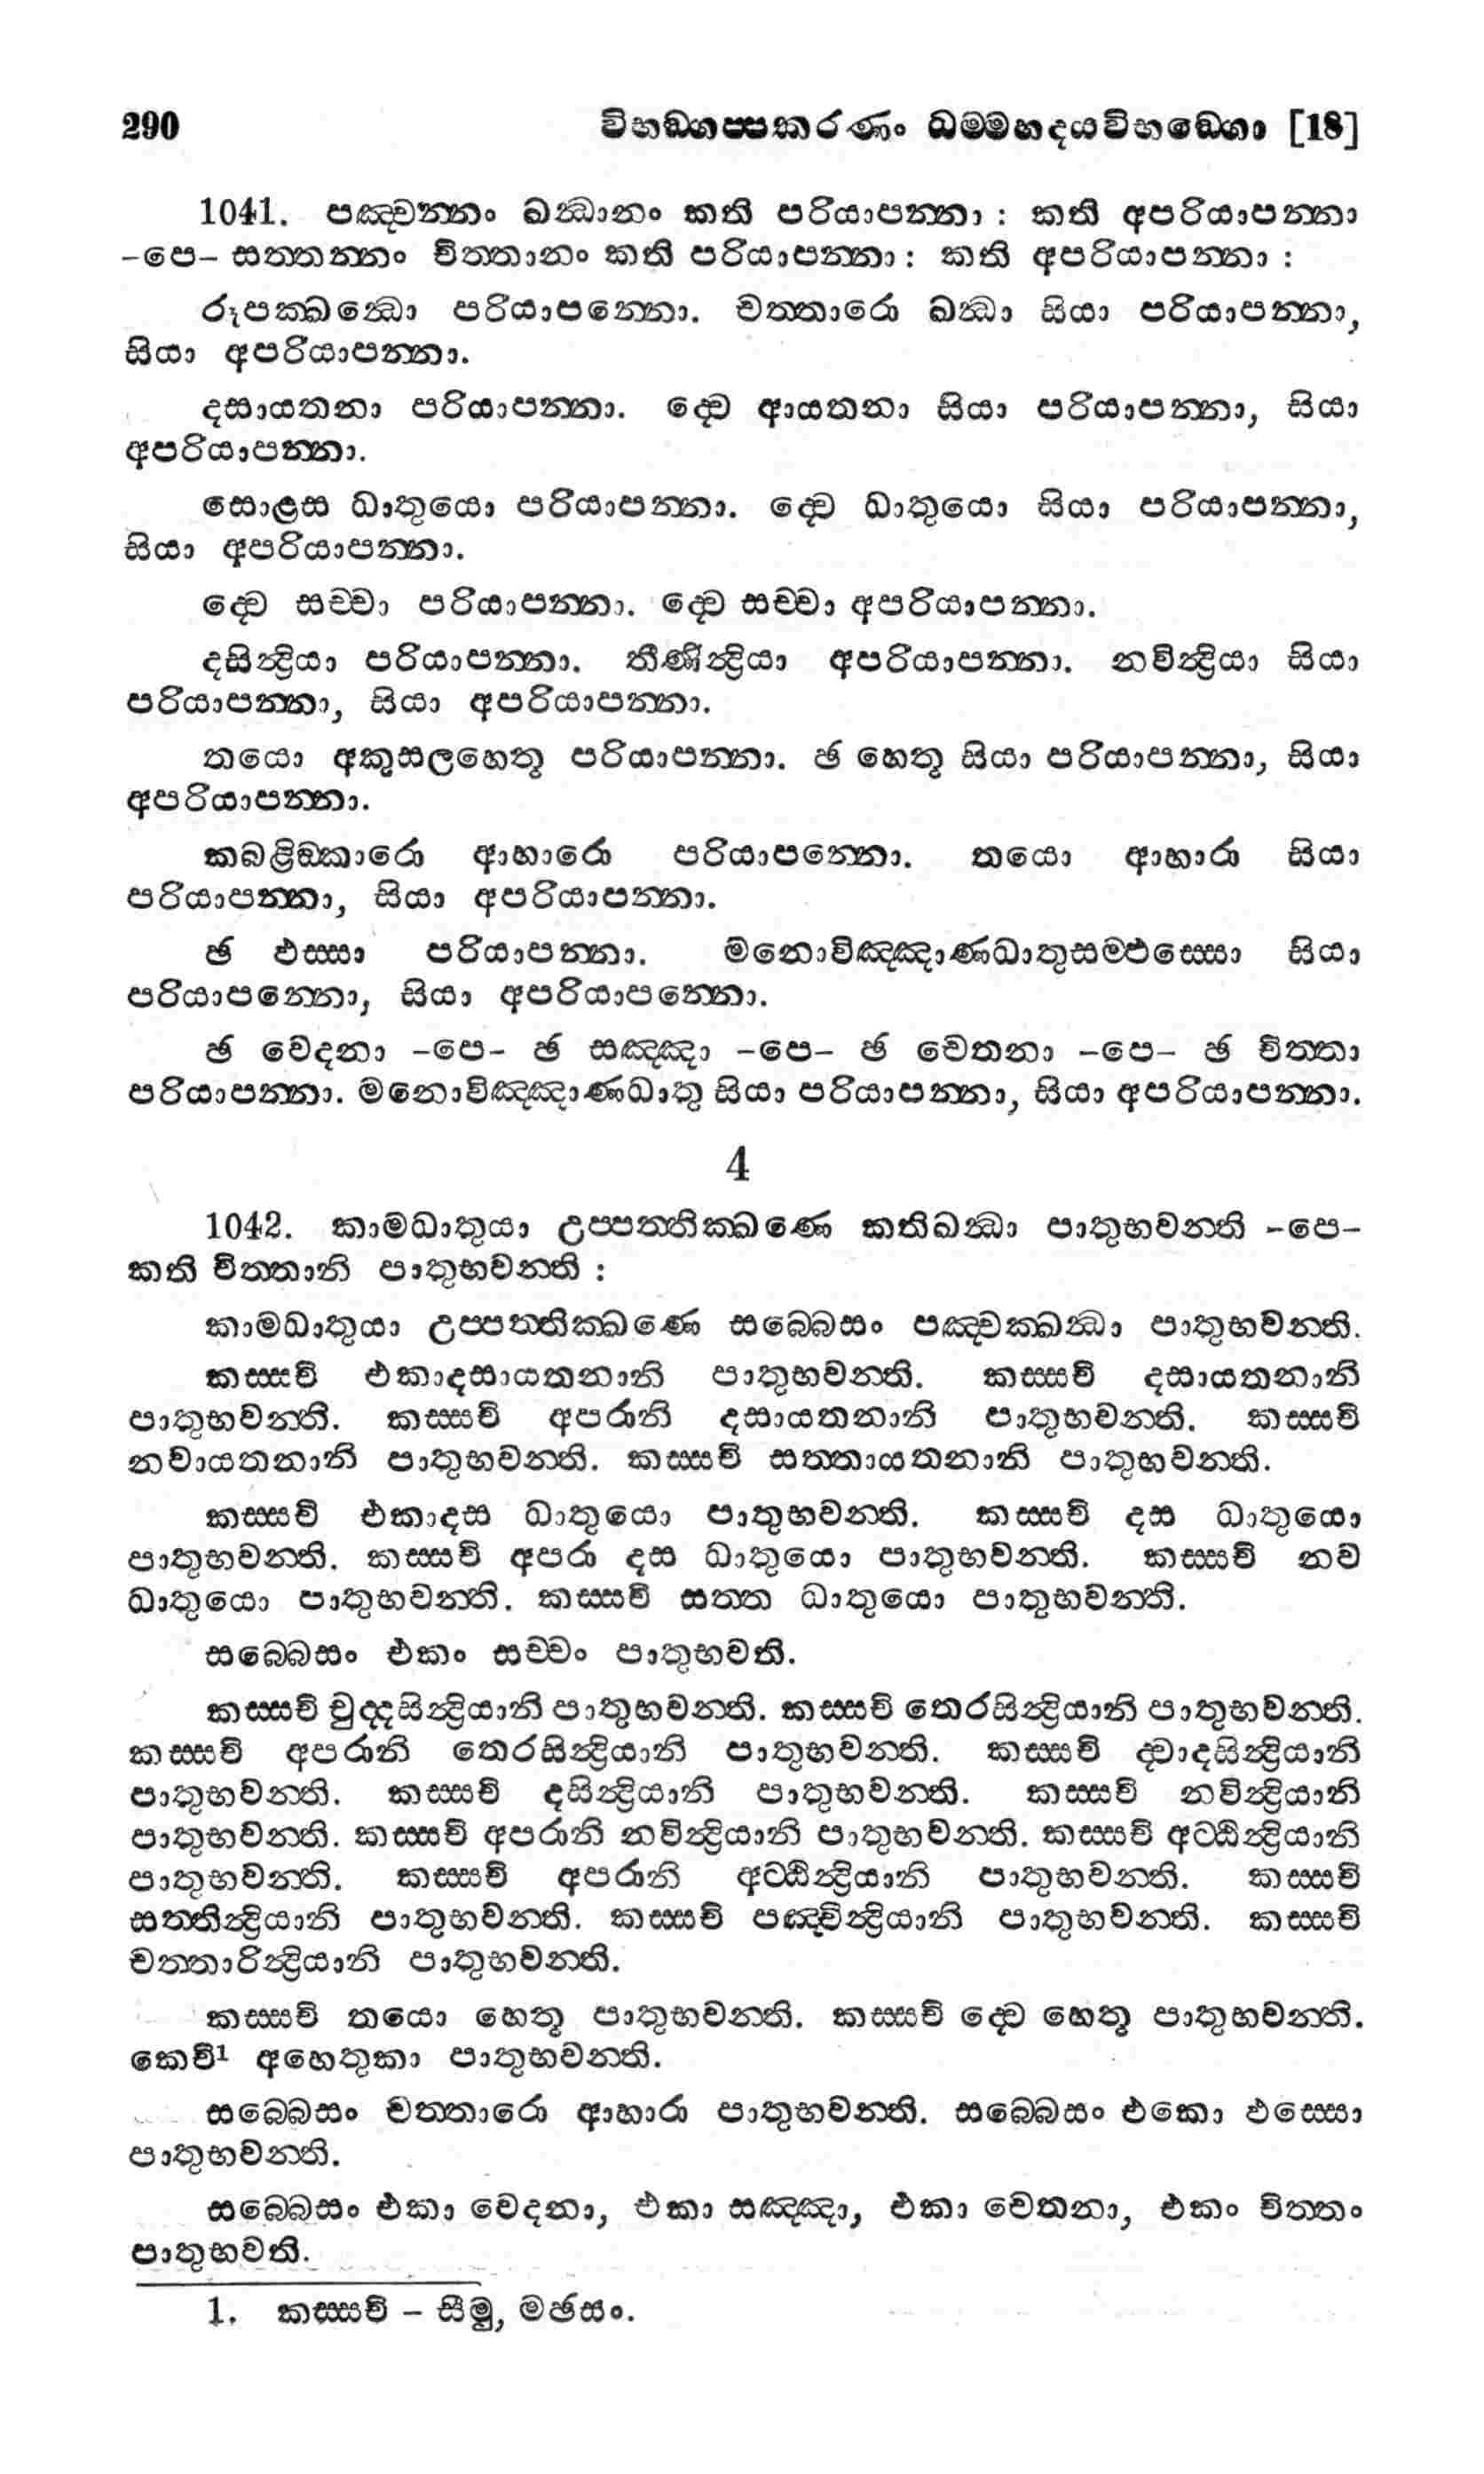 290 විභඞ්ගප්පකරණං ධම්මහදයවිභඞ්ගො [18]
1041. පඤ්චන්නං ඛන්ධානං කති පරියාපන්නා : කති අපරියාපන්නා
-පෙ- සත්තන්නං චිත්තානං කති පරියාපන්නා : කති අපරියාපන්නා :
රූපක්ඛන්ධො පරියාපන්නො. චත්තාරො ඛන්ධා සියා පරියාපන්නා,
සියා අපරියාපන්නා.
දසායතනා පරියාපන්නා. ද්වෙ ආයතනා සියා පරියාපන්නා, සියා
අපරියාපන්නා.
සොළස ධාතුයො පරියාපන්නා. ද්වෙ ධාතුයො සියා පරියාපන්නා,
සියා අපරියාපන්නා.
ද්වෙ සච්චා පරියාපන්නා. ද්වෙ සච්චා අපරියාපන්නා.
දසින්ද්‍රියා පරියාපන්නා. තීණින්ද්‍රියා අපරියාපන්නා. නවින්ද්‍රියා සියා
පරියාපන්නා, සියා අපරියාපන්නා.
තයො අකුසලහෙතූ පරියාපන්නා. ඡ හෙතූ සියා පරියාපන්නා, සියා
අපරියාපන්නා.
කබළිඞ්කාරො ආහාරො පරියාපන්නො. තයො ආහාරා සියා
පරියාපන්නා, සියා අපරියාපන්නා.
ඡ ඵස්සා පරියාපන්නා. මනොවිඤ්ඤාණධාතුසම්ඵස්සො සියා
පරියාපන්නො, සියා අපරියාපන්නො.
ඡ වෙදනා -පෙ- ඡ සඤ්ඤා -පෙ- ඡ චෙතනා -පෙ- ඡ චිත්තා
පරියාපන්නා. මනොවිඤ්ඤාණධාතු සියා පරියාපන්නා, සියා අපරියාපන්නා.
4
1042. කාමධාතුයා උප්පත්තික්ඛණෙ කතිඛන්ධා පාතුභවන්ති -පෙ-
කති චිත්තානි පාතුභවන්ති :
කාමධාතුයා උප්පත්තික්ඛණෙ සබ්බෙසං පඤ්චක්ඛන්ධා පාතුභවන්ති.
කස්සචි එකාදසායතනානි පාතුභවන්ති. කස්සචි දසායතනානි
පාතුභවන්ති. කස්සචි අපරානි දසායතනානි පාතුභවන්ති. කස්සචි
නවායතනානි පාතුභවන්ති. කස්සචි සත්තායතනානි පාතුභවන්ති.
කස්සචි එකාදස ධාතුයො පාතුභවන්ති. කස්සචි දස ධාතුයො
පාතුභවන්ති. කස්සචි අපරා දස ධාතුයො පාතුභවන්ති. කස්සචි නව
ධාතුයො පාතුභවන්ති. කස්සචි සත්ත ධාතුයො පාතුභවන්ති.
සබ්බෙසං එකං සච්චං පාතුභවති.
කස්සචි චුද්දසින්ද්‍රියානි පාතුභවන්ති. කස්සචි තෙරසින්ද්‍රියානි පාතුභවන්ති.
කස්සචි අපරානි තෙරසින්ද්‍රියානි පාතුභවන්ති. කස්සචි ද්වාදසින්ද්‍රියානි
පාතුභවන්ති. කස්සචි දසින්ද්‍රියානි පාතුභවන්ති. කස්සචි නවින්ද්‍රියානි
පාතුභවන්ති. කස්සචි අපරානි නවින්ද්‍රියානි පාතුභවන්ති. කස්සචි අට්ඨින්ද්‍රියානි
පාතුභවන්ති. කස්සචි අපරානි අට්ඨින්ද්‍රියානි පාතුභවන්ති. කස්සචි
සත්තින්ද්‍රියානි පාතුභවන්ති. කස්සචි පඤ්චින්ද්‍රියානි පාතුභවන්ති. කස්සචි
චත්තාරින්ද්‍රියානි පාතුභවන්ති.
කස්සචි තයො හෙතූ පාතුභවන්ති. කස්සචි ද්වෙ හෙතූ පාතුභවන්ති.
කෙචි¹ අහෙතුකා පාතුභවන්ති.
සබ්බෙසං චත්තාරො ආහාරා පාතුභවන්ති. සබ්බෙසං එකො ඵස්සො
පාතුභවන්ති.
සබ්බෙසං එකා වෙදනා, එකා සඤ්ඤා, එකා චෙතනා, එකං චිත්තං
පාතුභවති.
1. කස්සචි – සීමු, මඡසං.